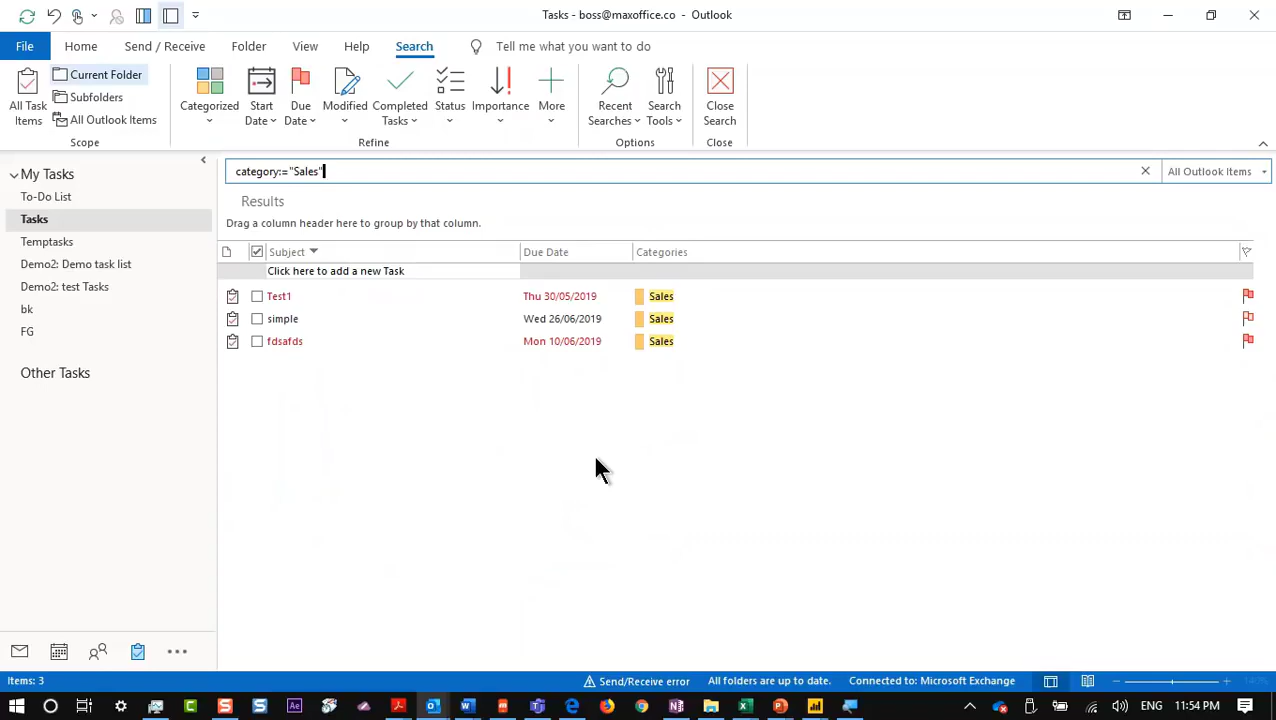 Tasks - boss@maxoffice.co - Outlook
File Home Send / Receive Folder View Help Search Tell me what you want to do
All Task Items
Current Folder
Subfolders
All Outlook Items
Scope
Categorized
Start Date
Due Date
Modified
Completed Tasks
Status
Importance
More
Refine
Recent Searches
Search Tools
Options
Close Search
Close
My Tasks
To-Do List
Tasks
Temptasks
Demo2: Demo task list
Demo2: test Tasks
bk
FG
Other Tasks
category:="Sales"
All Outlook Items
Results
Drag a column header here to group by that column.
Subject Due Date Categories
Click here to add a new Task
Test1 Thu 30/05/2019 Sales
simple Wed 26/06/2019 Sales
fdsafds Mon 10/06/2019 Sales
Items: 3 Send/Receive error All folders are up to date. Connected to: Microsoft Exchange
ENG 11:54 PM